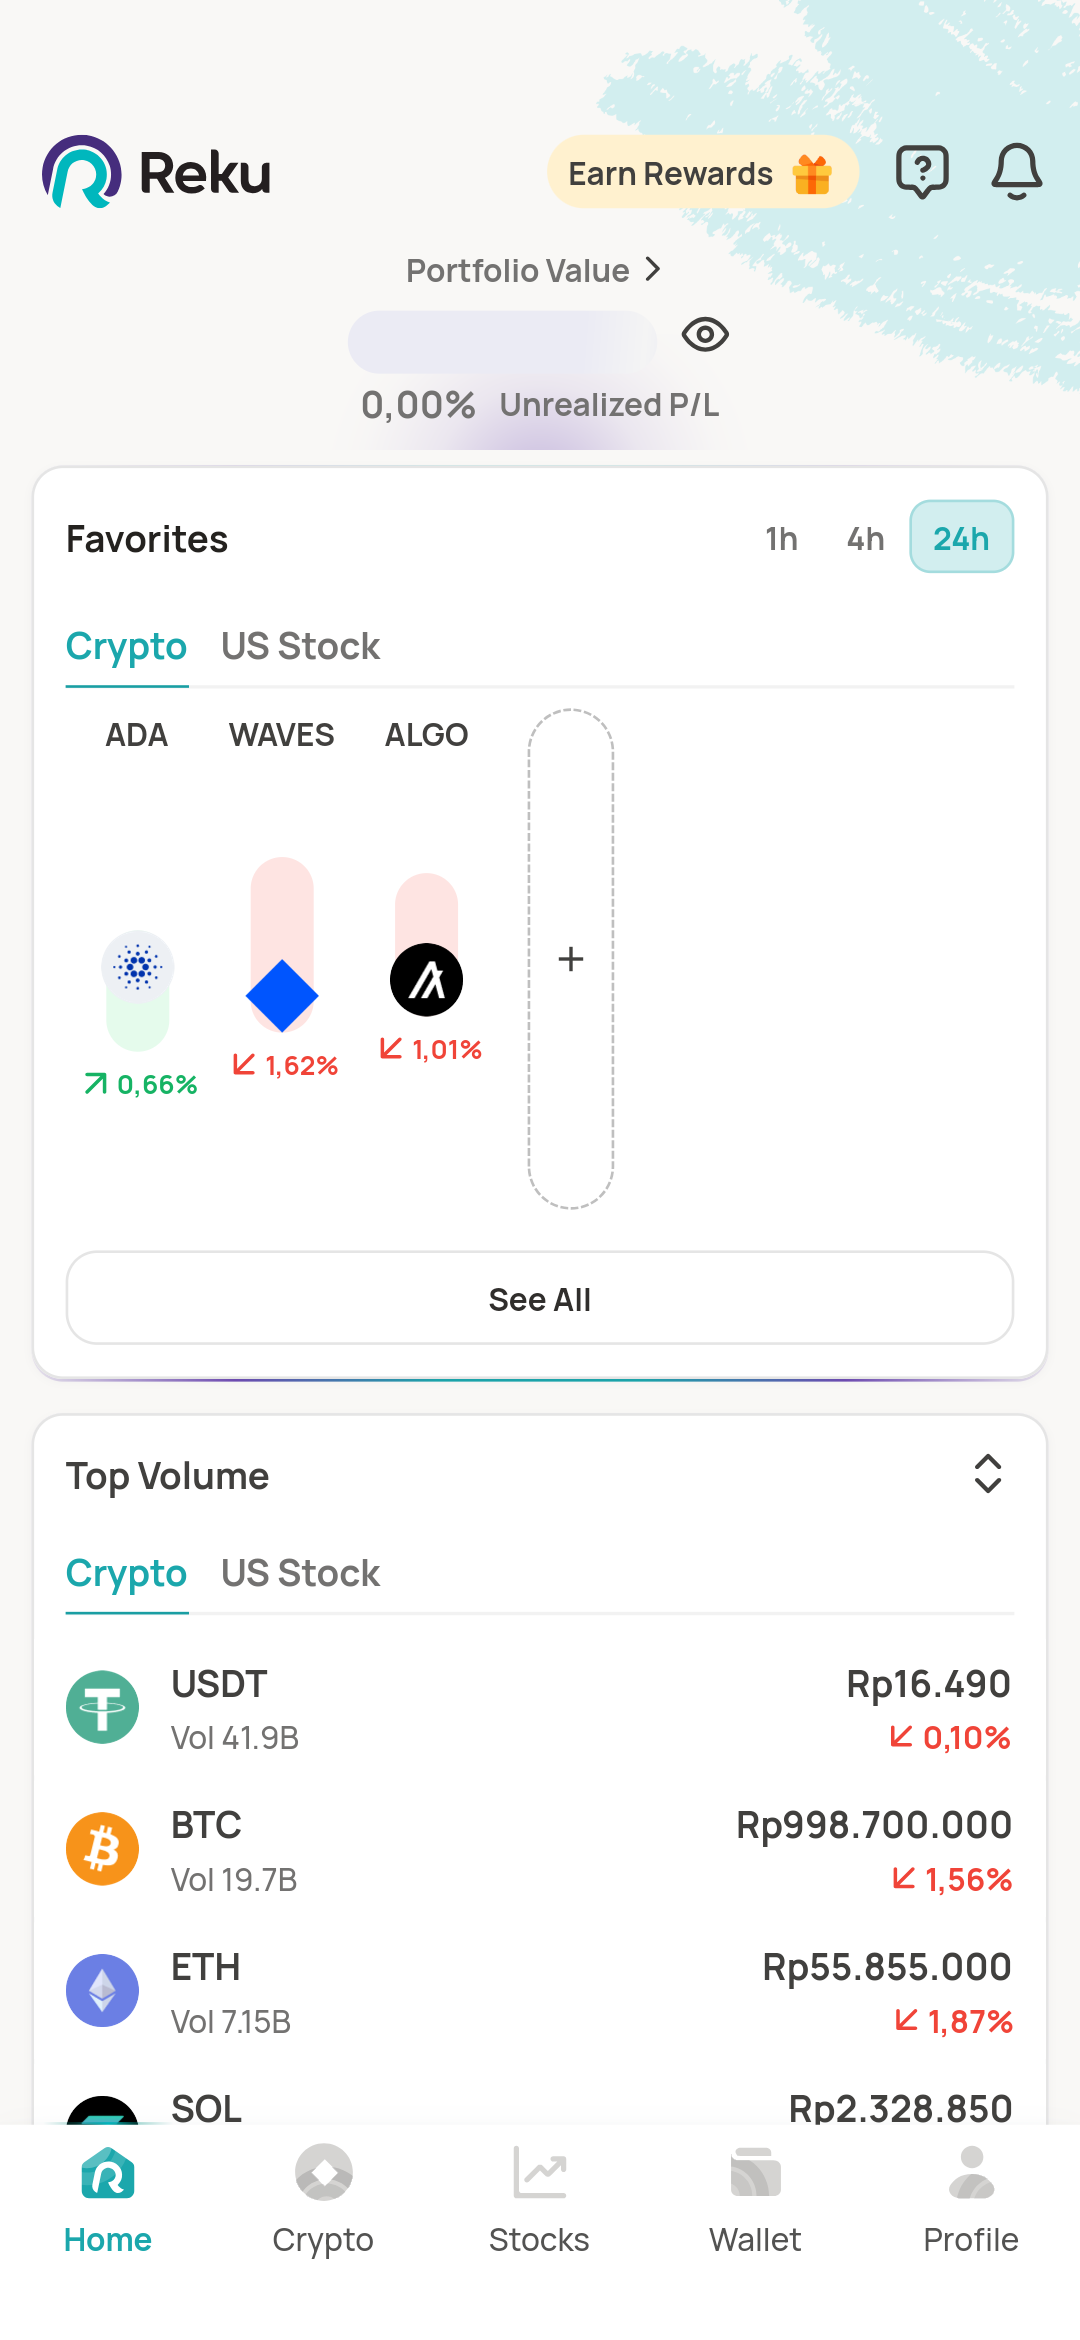 Reku
Earn Rewards
Portfolio Value
0,00% Unrealized P/L
Favorites
1h 4h 24h
Crypto US Stock
ADA WAVES ALGO
0,66%
1,62%
1,01%
+
See All
Top Volume
Crypto US Stock
USDT Rp16.490
Vol 41.9B 0,10%
BTC Rp998.700.000
Vol 19.7B 1,56%
ETH Rp55.855.000
Vol 7.15B 1,87%
SOL Rp2.328.850
Home Crypto Stocks Wallet Profile